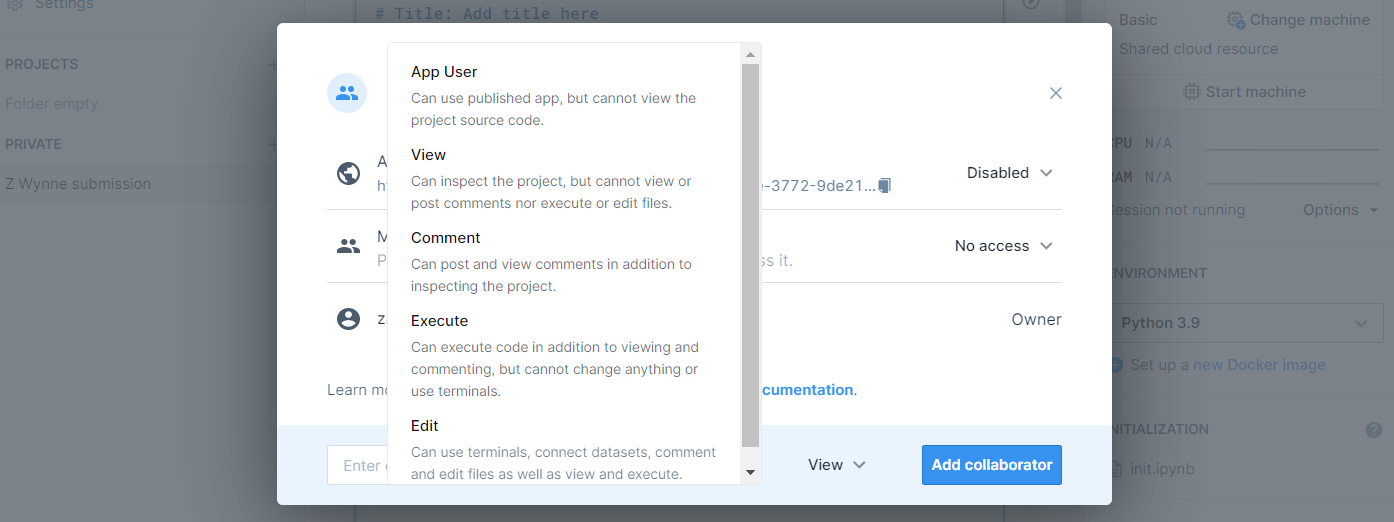 Settings
PROJECTS
Folder empty
PRIVATE
Z Wynne submission
# Title: Add title here
App User
Can use published app, but cannot view the
project source code.
View
Can inspect the project, but cannot view or
post comments nor execute or edit files.
Comment
Can post and view comments in addition to
inspecting the project.
Execute
Can execute code in addition to viewing and
commenting, but cannot change anything or
use terminals.
Edit
Can use terminals, connect datasets, comment
and edit files as well as view and execute.
-3772-9de21...
Disabled
No access
it.
Owner
Learn
cumentation.
Enter
View
Add collaborator
Basic
Change machine
Shared cloud resource
Start machine
CPU N/A
RAM N/A
ession not running
Options
NVIRONMENT
Python 3.9
Set up a new Docker image
NITIALIZATION
init.ipynb